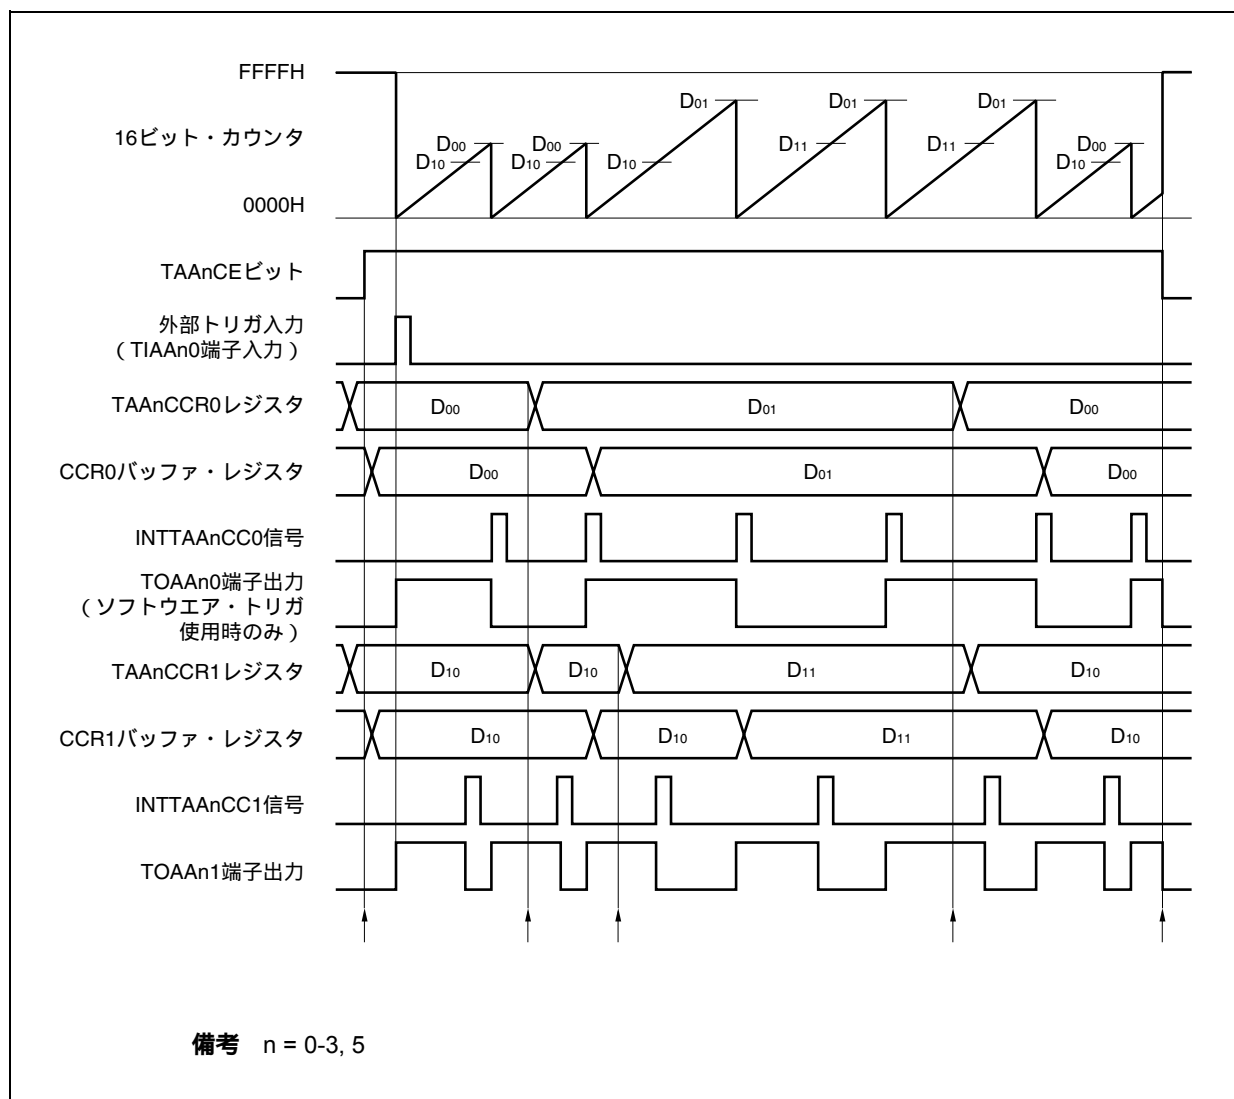 FFFFH
D01 D01 D01
16ビット・カウンタ
D00 D00 D11 D11 D00
D10 D10 D10 D10
0000H
TAAnCEビット
外部トリガ入力
（TIAAn0端子入力）
TAAnCCR0レジスタ D00 D01 D00
CCR0バッファ・レジスタ D00 D01 D00
INTTAAnCC0信号
TOAAn0端子出力
（ソフトウエア・トリガ
使用時のみ）
TAAnCCR1レジスタ D10 D10 D11 D10
CCR1バッファ・レジスタ D10 D10 D11 D10
INTTAAnCC1信号
TOAAn1端子出力
備考 n = 0-3, 5